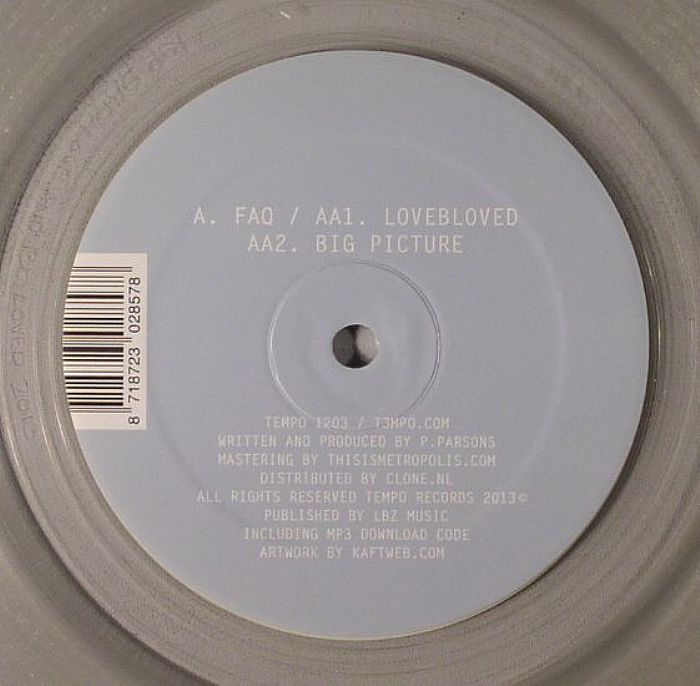 A. FAQ / AA1. LOVEBLOVED
AA2. BIG PICTURE
8 718723 028578
TEMPO 1203 / T3MPO.COM
WRITTEN AND PRODUCED BY P.PARSONS
MASTERING BY THISISMETROPOLIS.COM
DISTRIBUTED BY CLONE.NL
ALL RIGHTS RESERVED TEMPO RECORDS 2013©
PUBLISHED BY LBZ MUSIC
INCLUDING MP3 DOWNLOAD CODE
ARTWORK BY KAFTWEB.COM